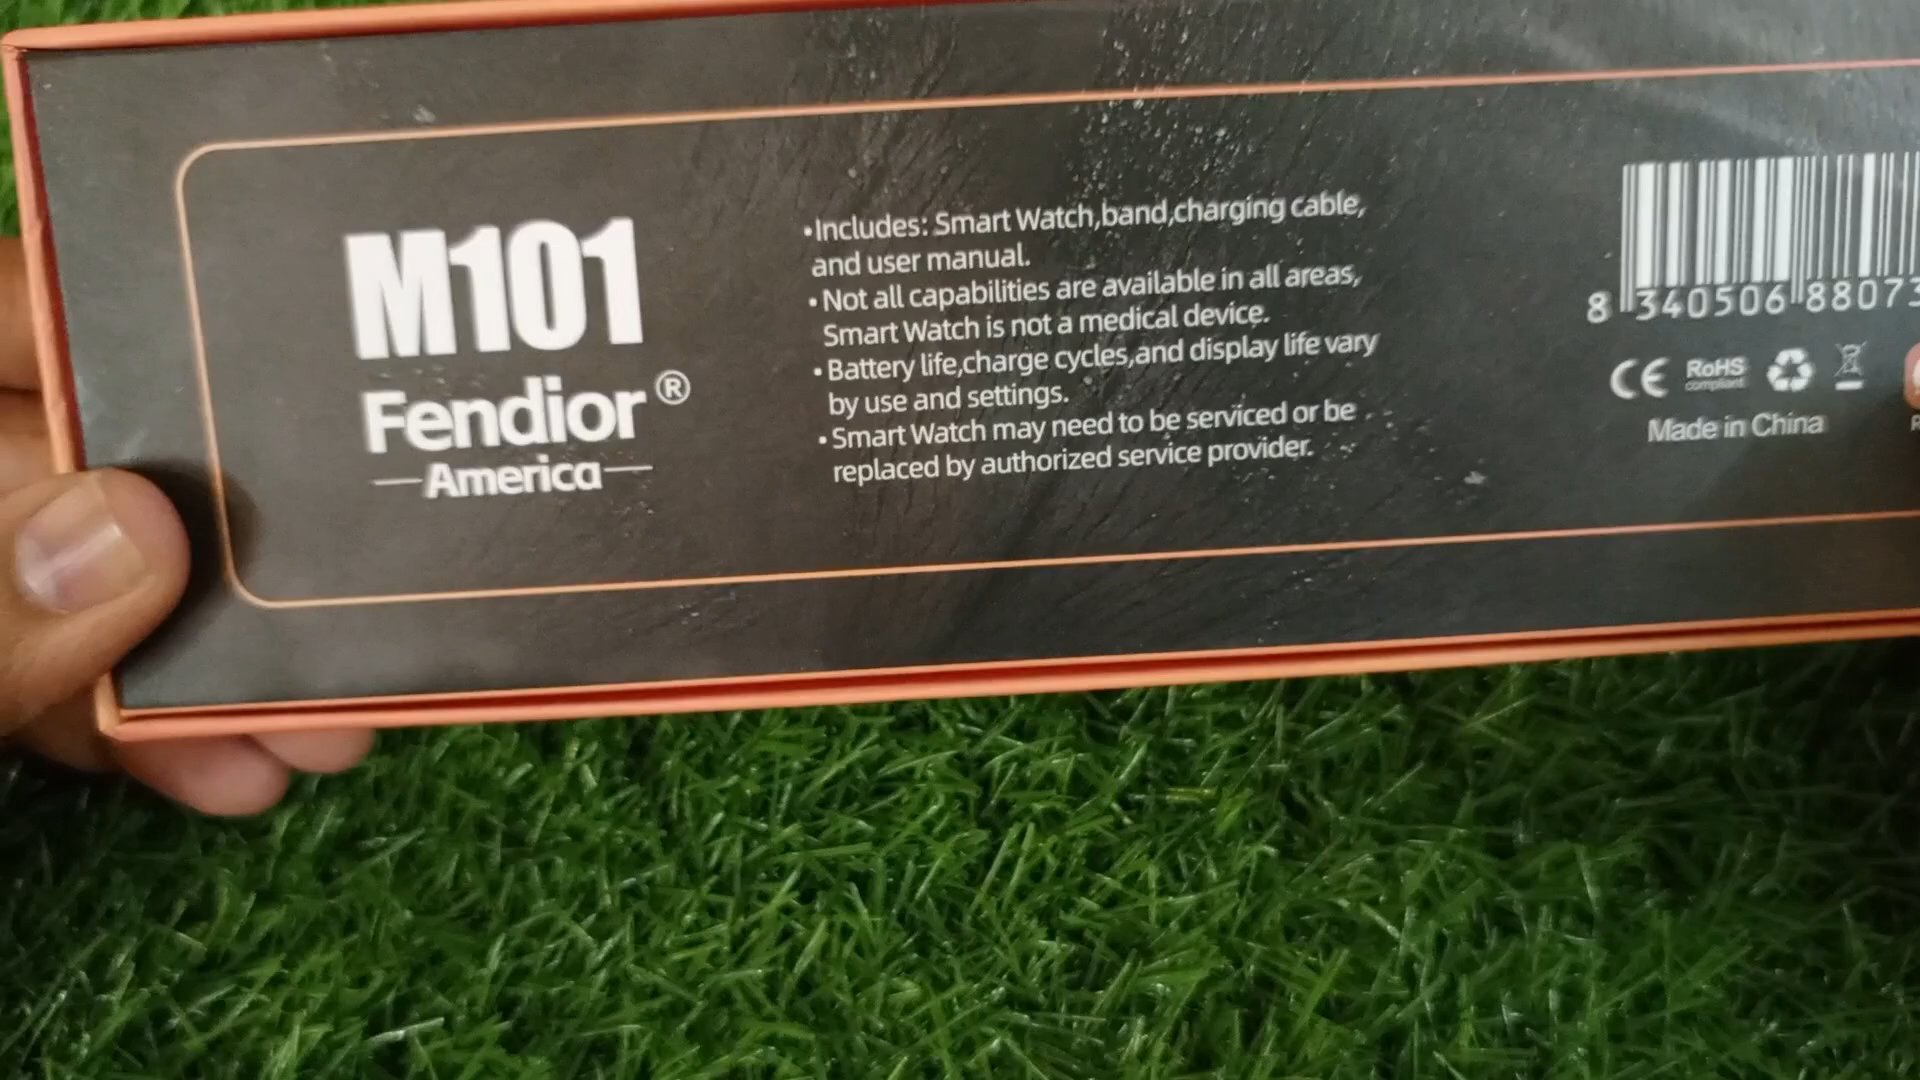 M101
Fendior®
America
•Includes: Smart Watch,band,charging cable,
and user manual.
•Not all capabilities are available in all areas,
Smart Watch is not a medical device.
•Battery life,charge cycles,and display life vary
by use and settings.
•Smart Watch may need to be serviced or be
replaced by authorized service provider.
8 340506 88073
CE RoHS
compliant
Made in China